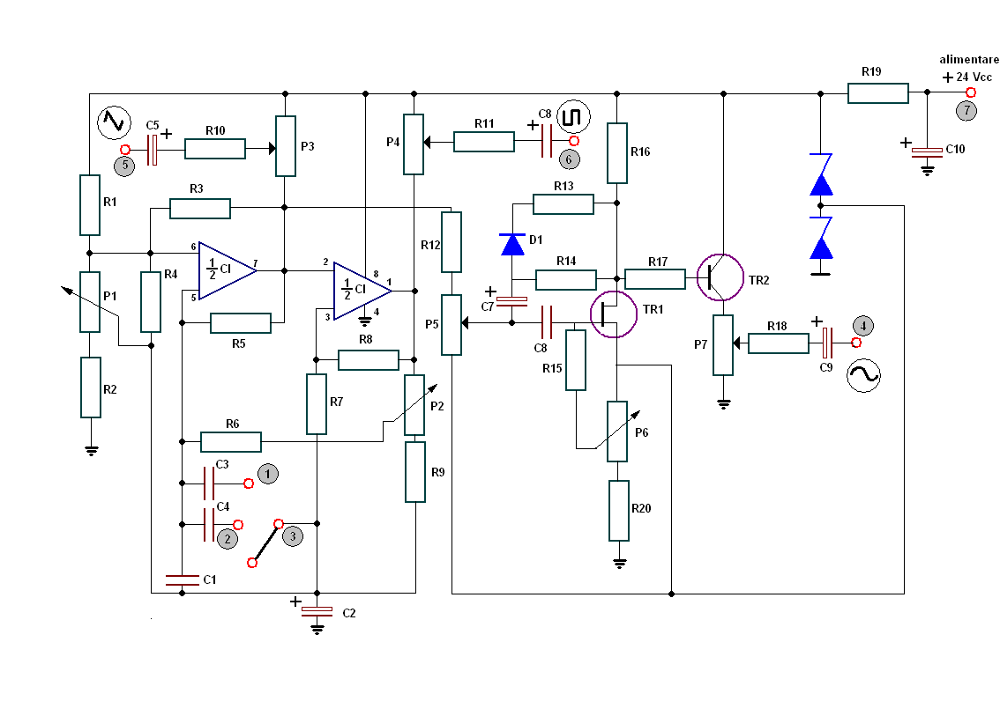 alimentare
+ 24 Vcc
R19
7
C10
C5
+
R10
P3
5
P4
R11
C8
+
6
R16
+
R1
R3
R13
R12
D1
6
7
5
1/2 CI
2
3
8
1
4
1/2 CI
R4
P1
R14
R17
TR2
+
C7
TR1
R5
P5
C8
R15
P7
R18
+
4
C9
R8
R2
R7
P2
P6
R6
R9
C3
1
C4
2
3
R20
C1
+
C2